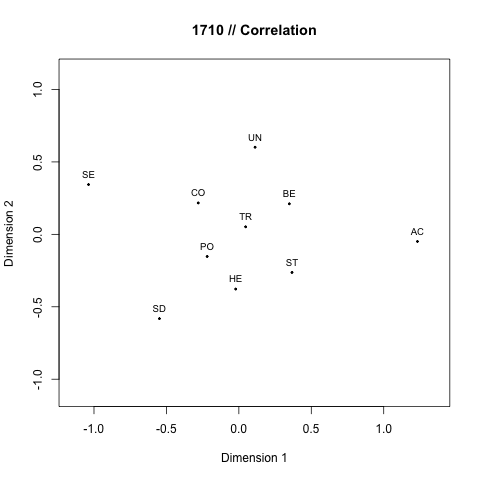 1710 // Correlation
UN
SE
CO
BE
TR
AC
PO
ST
HE
SD
1.0
0.5
0.0
-0.5
-1.0
Dimension 2
-1.0 -0.5 0.0 0.5 1.0
Dimension 1